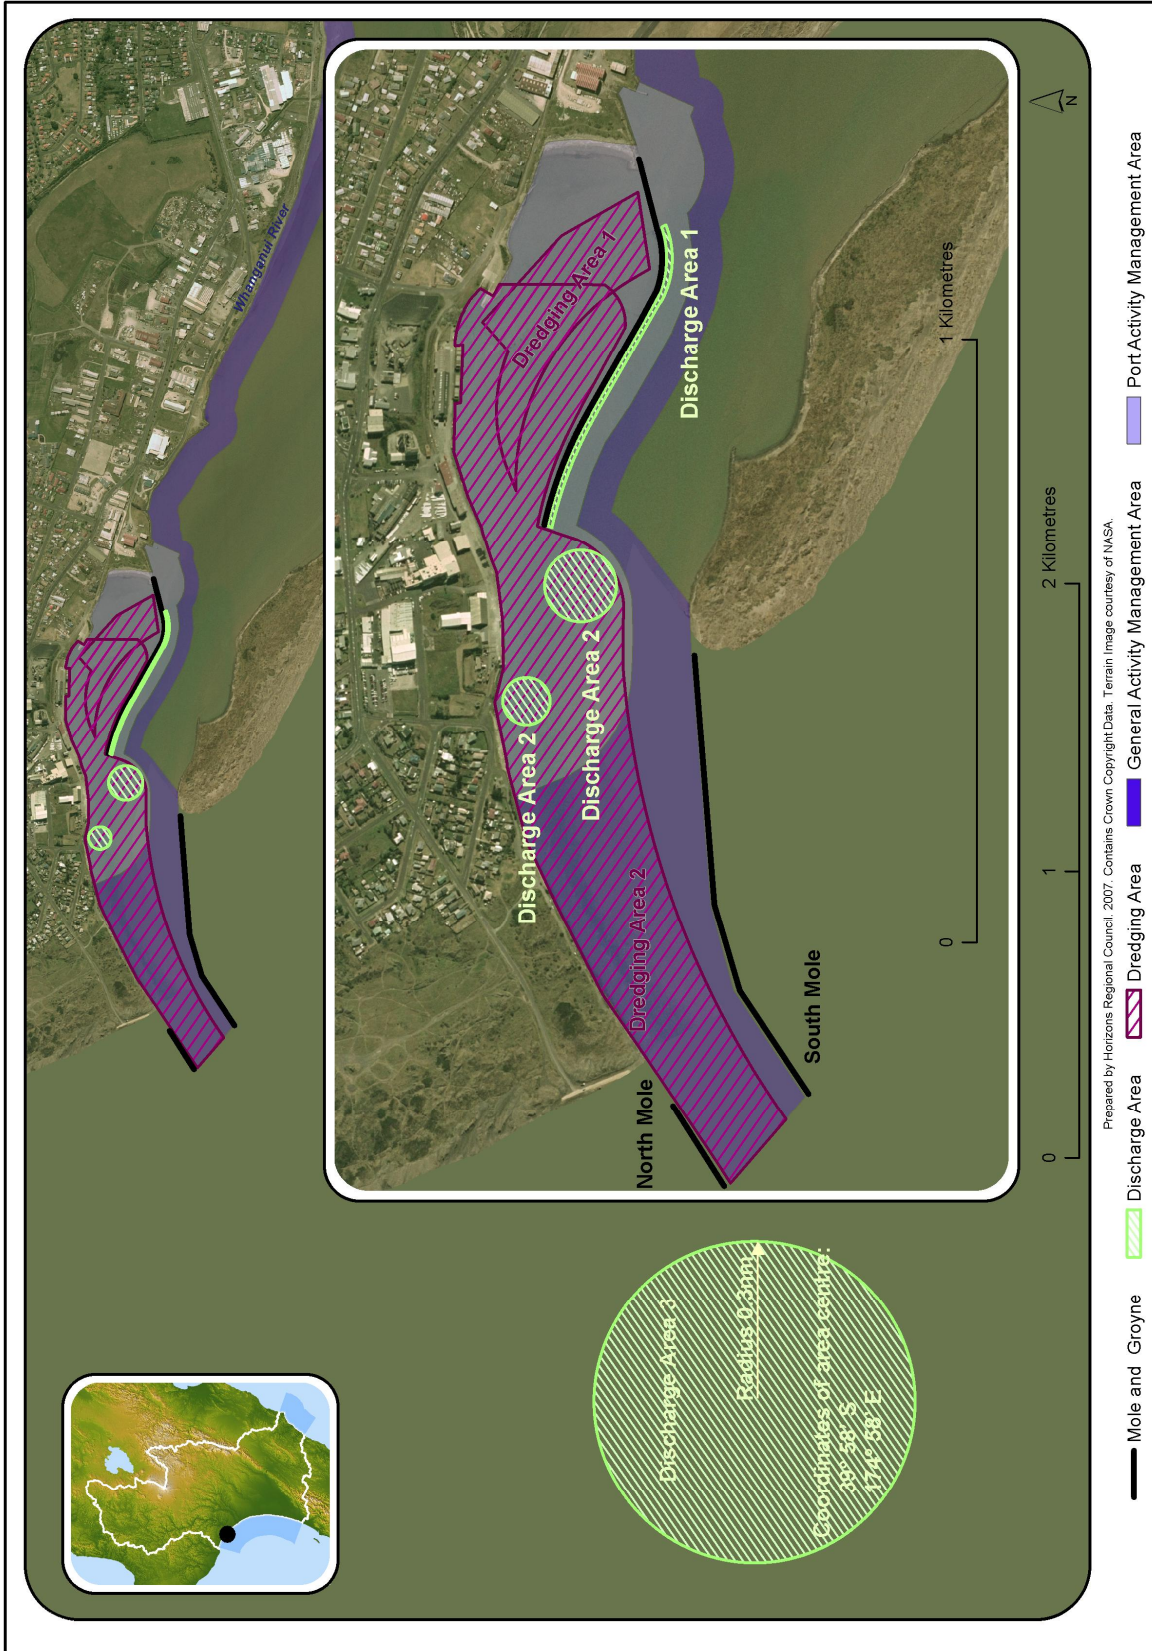 Whanganui River
Dredging Area 1
Discharge Area 1
Discharge Area 2
Discharge Area 2
Dredging Area 2
North Mole
South Mole
Discharge Area 3
Radius 0.3nm
Coordinates of area centre:
39° 58' S
174° 58' E
0
1 Kilometres
0
1
2 Kilometres
N
Prepared by Horizons Regional Council. 2007. Contains Crown Copyright Data. Terrain Image courtesy of NASA.
Mole and Groyne
Discharge Area
Dredging Area
General Activity Management Area
Port Activity Management Area